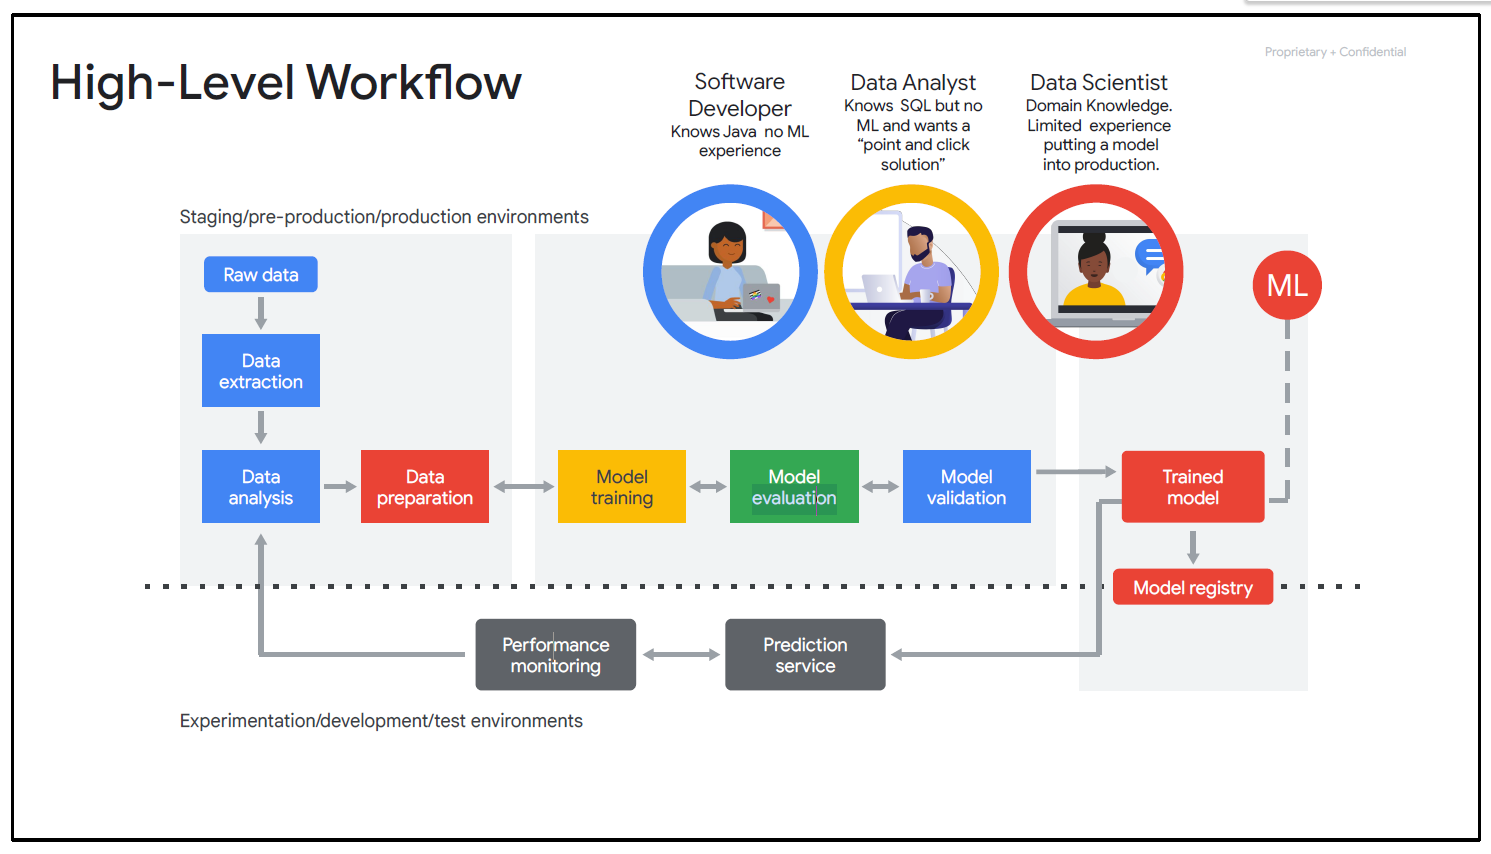 Proprietary + Confidential
High-Level Workflow
Software
Developer
Knows Java no ML
experience
Data Analyst
Knows SQL but no
ML and wants a
“point and click
solution”
Data Scientist
Domain Knowledge.
Limited experience
putting a model
into production.
Staging/pre-production/production environments
Raw data
ML
Data
extraction
Data
analysis
Data
preparation
Model
training
Model
evaluation
Model
validation
Trained
model
Model registry
Performance
monitoring
Prediction
service
Experimentation/development/test environments